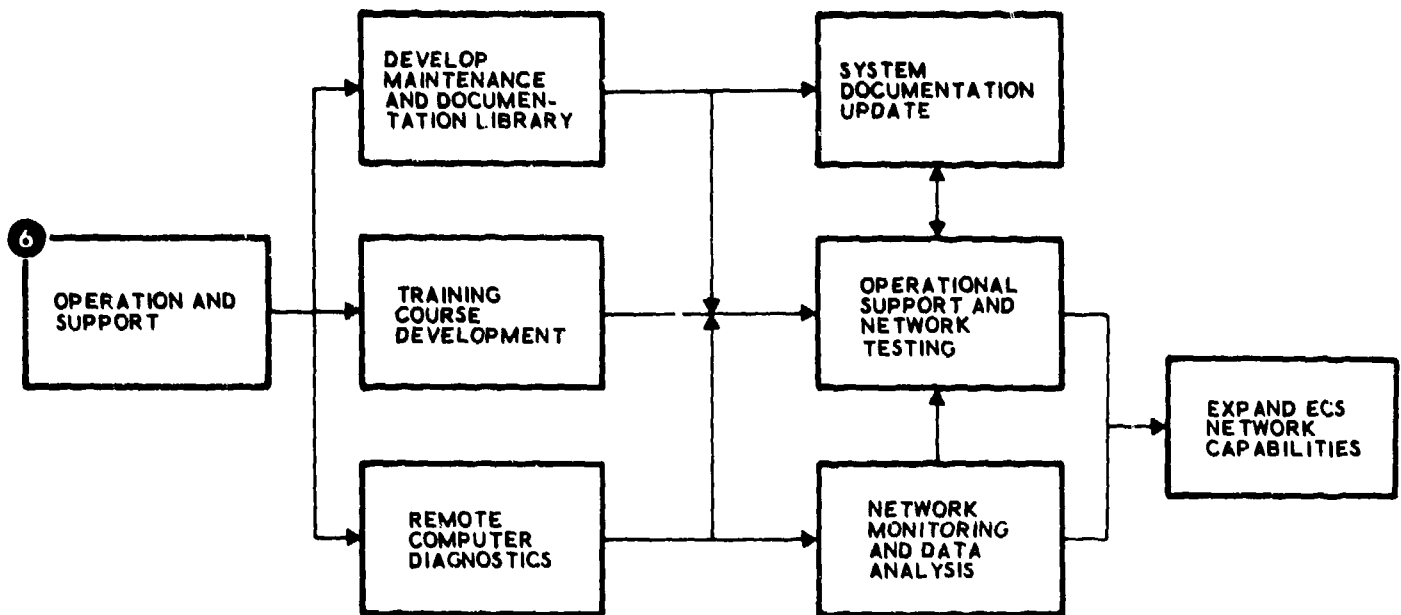 6
OPERATION AND
SUPPORT
DEVELOP
MAINTENANCE
AND DOCUMEN-
TATION LIBRARY
TRAINING
COURSE
DEVELOPMENT
REMOTE
COMPUTER
DIAGNOSTICS
SYSTEM
DOCUMENTATION
UPDATE
OPERATIONAL
SUPPORT AND
NETWORK
TESTING
NETWORK
MONITORING
AND DATA
ANALYSIS
EXPAND ECS
NETWORK
CAPABILITIES